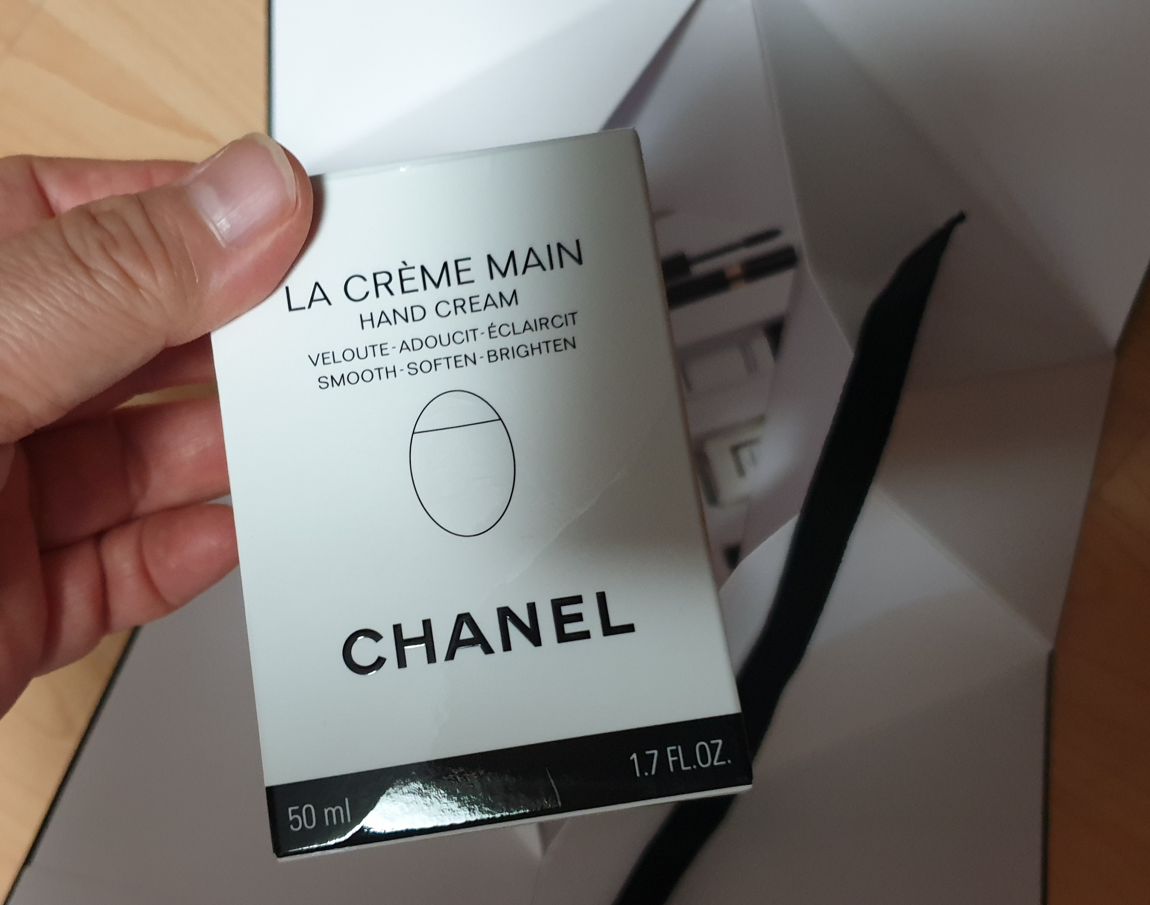 LA CRÈME MAIN
HAND CREAM
VELOUTE-ADOUCIT-ÉCLAIRCIT
SMOOTH-SOFTEN-BRIGHTEN
CHANEL
50 ml 1.7 FL.OZ.